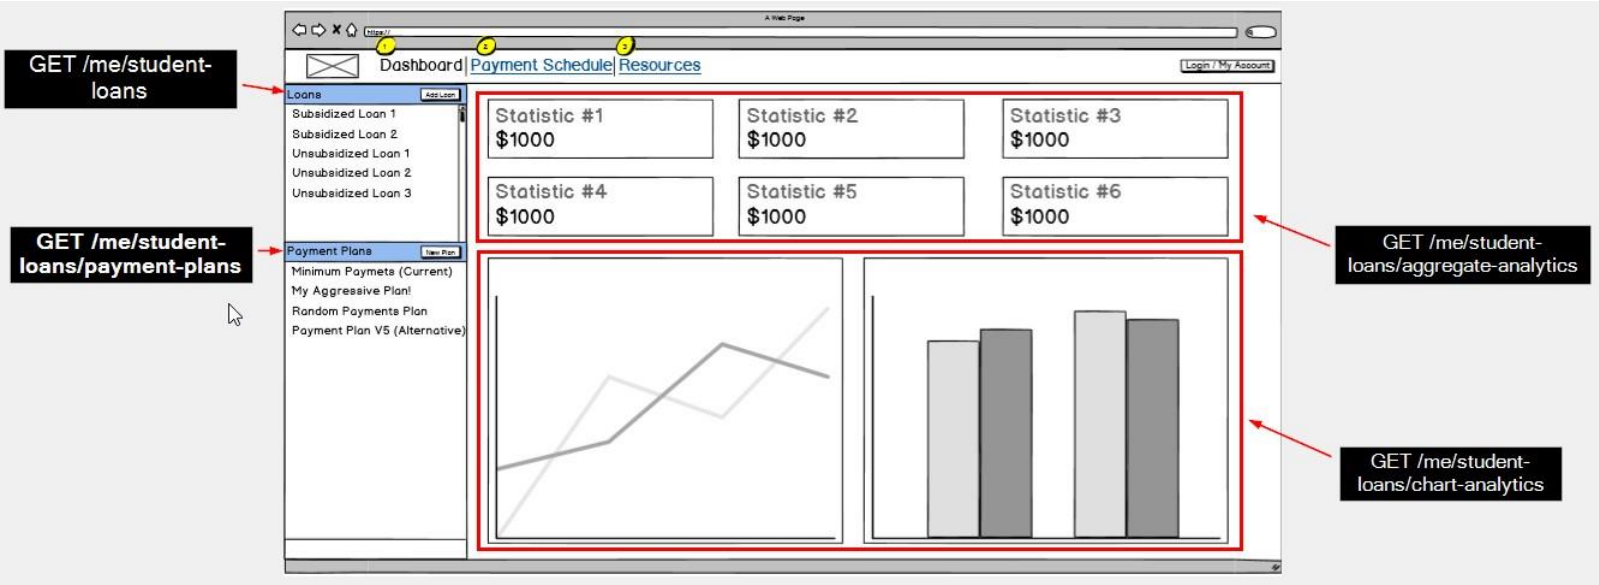 A Web Page
https://
1
2
3
Dashboard| Payment Schedule| Resources
Login / My Account
GET /me/student-
loans
Loans
Add Loan
Subsidized Loan 1
Subsidized Loan 2
Unsubsidized Loan 1
Unsubsidized Loan 2
Unsubsidized Loan 3
GET /me/student-
loans/payment-plans
Payment Plans
New Plan
Minimum Paymets (Current)
My Aggressive Plan!
Random Payments Plan
Payment Plan V5 (Alternative)
Statistic #1
$1000
Statistic #2
$1000
Statistic #3
$1000
Statistic #4
$1000
Statistic #5
$1000
Statistic #6
$1000
GET /me/student-
loans/aggregate-analytics
GET /me/student-
loans/chart-analytics